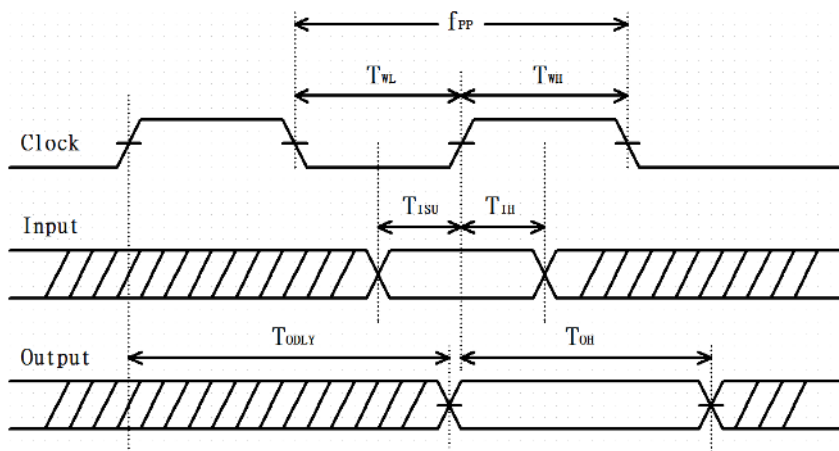 fPP
TWL TWH
Clock
TISU TIH
Input
TODLY TOH
Output